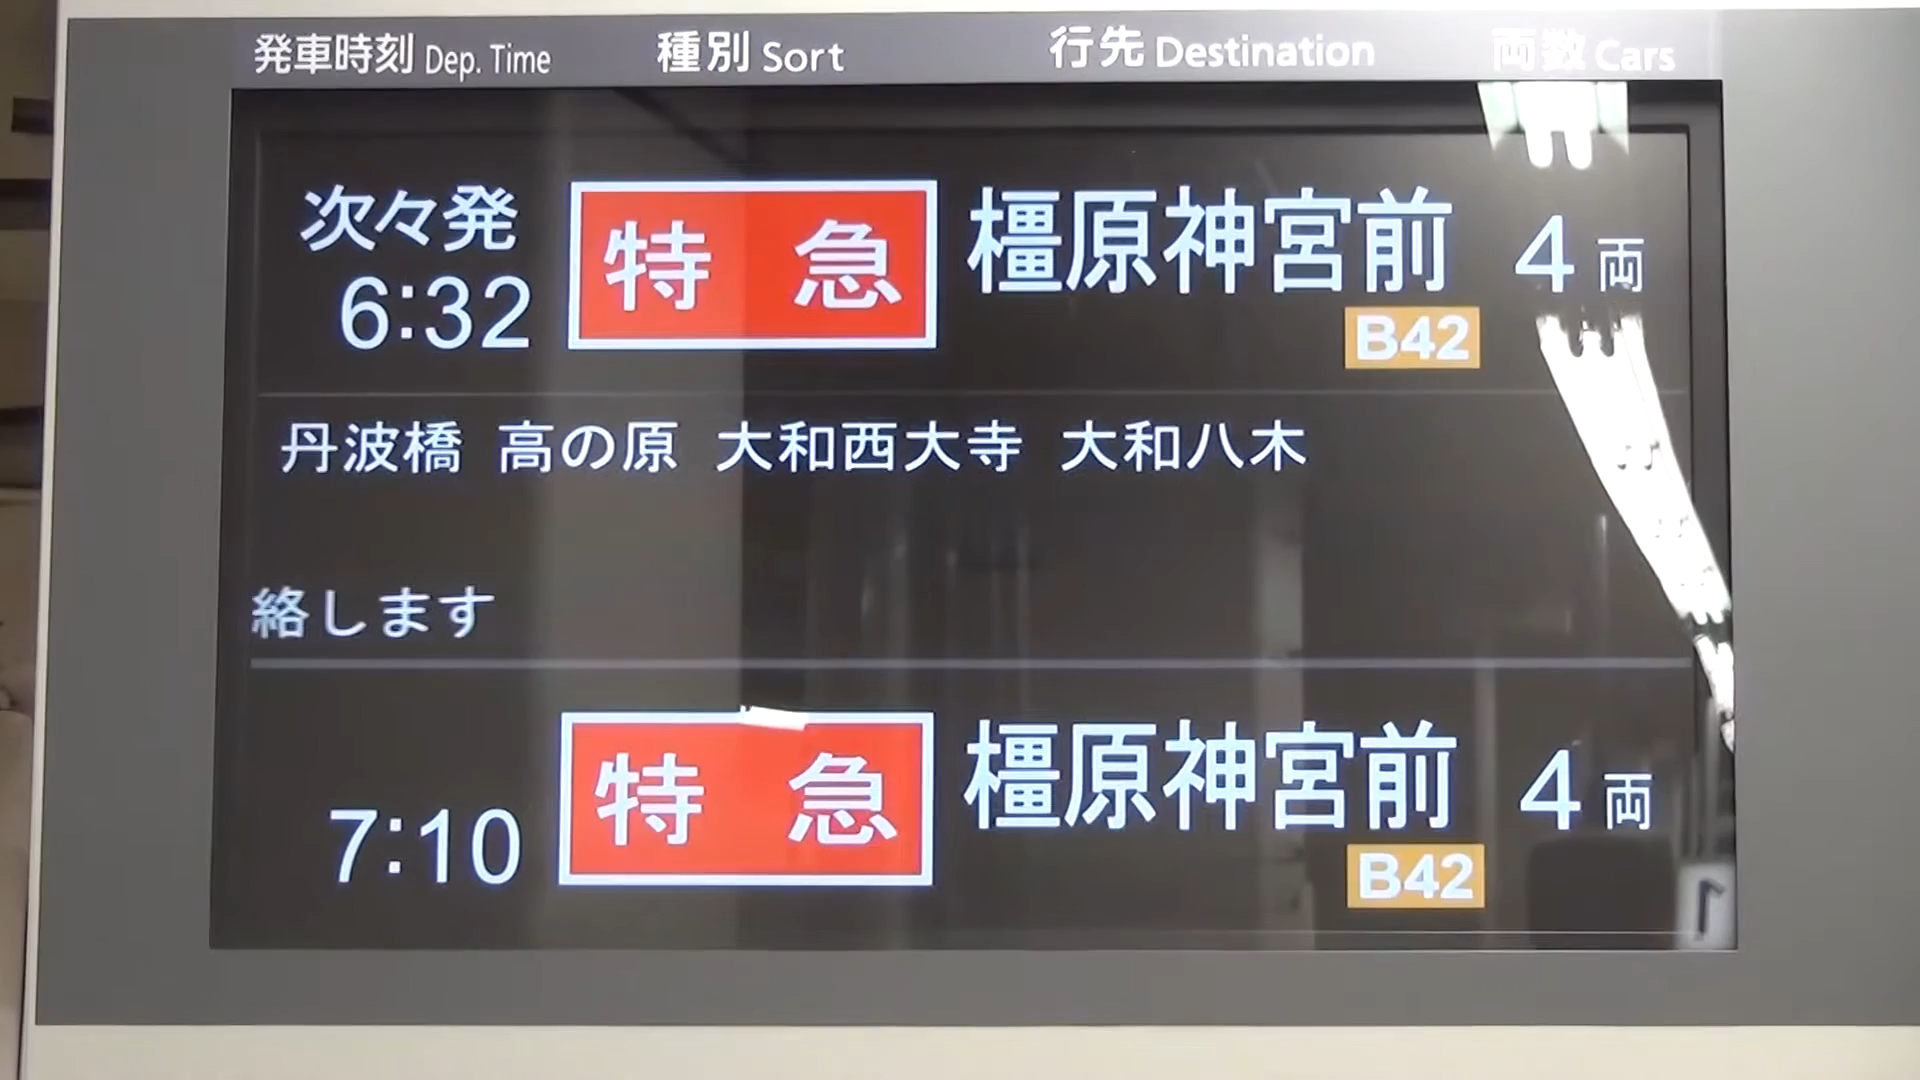 発車時刻 Dep. Time 種別 Sort 行先 Destination 両数 Cars
次々発 特急 橿原神宮前 4両
6:32 B42
丹波橋 高の原 大和西大寺 大和八木
絡します
7:10 特急 橿原神宮前 4両
B42